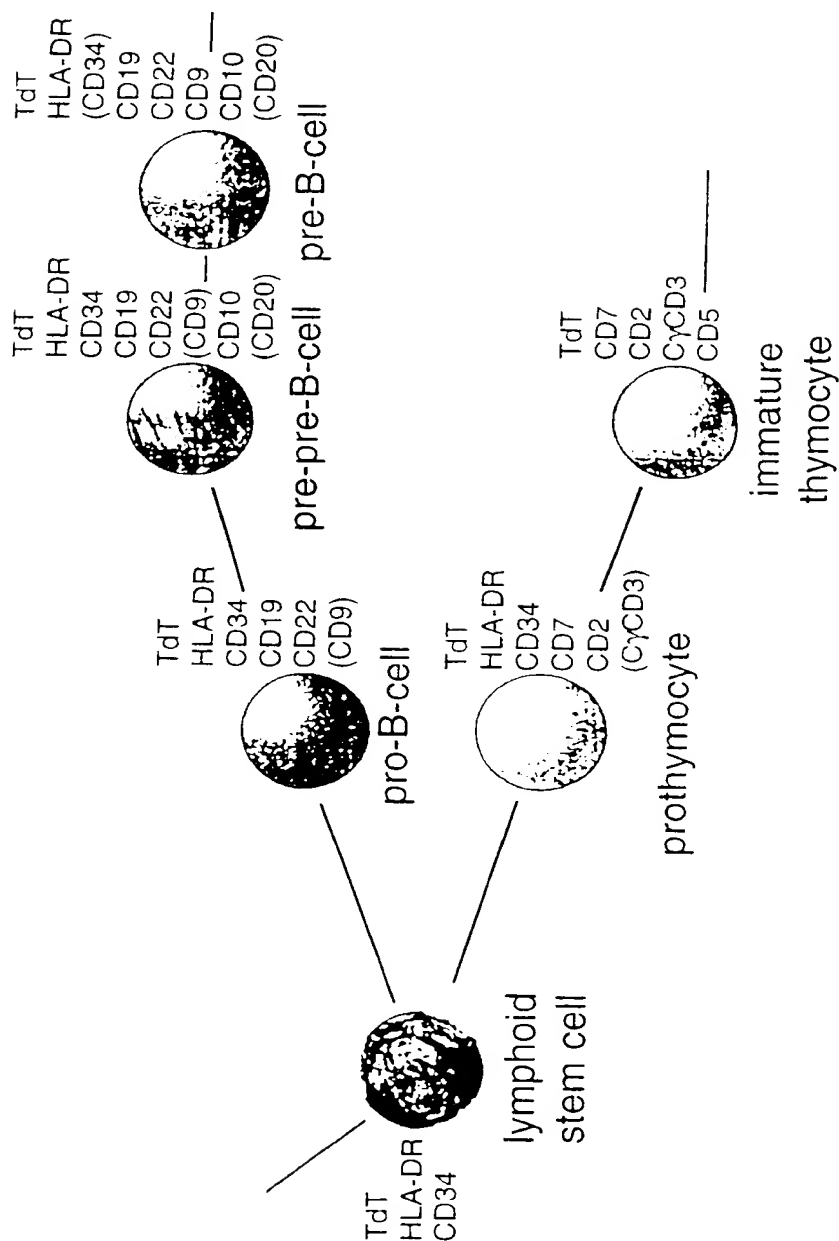 TdT
HLA-DR
CD34
lymphoid
stem cell
TdT
HLA-DR
CD34
CD19
CD22
(CD9)
pro-B-cell
TdT
HLA-DR
CD34
CD19
CD22
(CD9)
CD10
(CD20)
pre-pre-B-cell
TdT
HLA-DR
(CD34)
CD19
CD22
CD9
CD10
(CD20)
pre-B-cell
TdT
HLA-DR
CD34
CD7
CD2
(CγCD3)
prothymocyte
TdT
CD7
CD2
CγCD3
CD5
immature
thymocyte